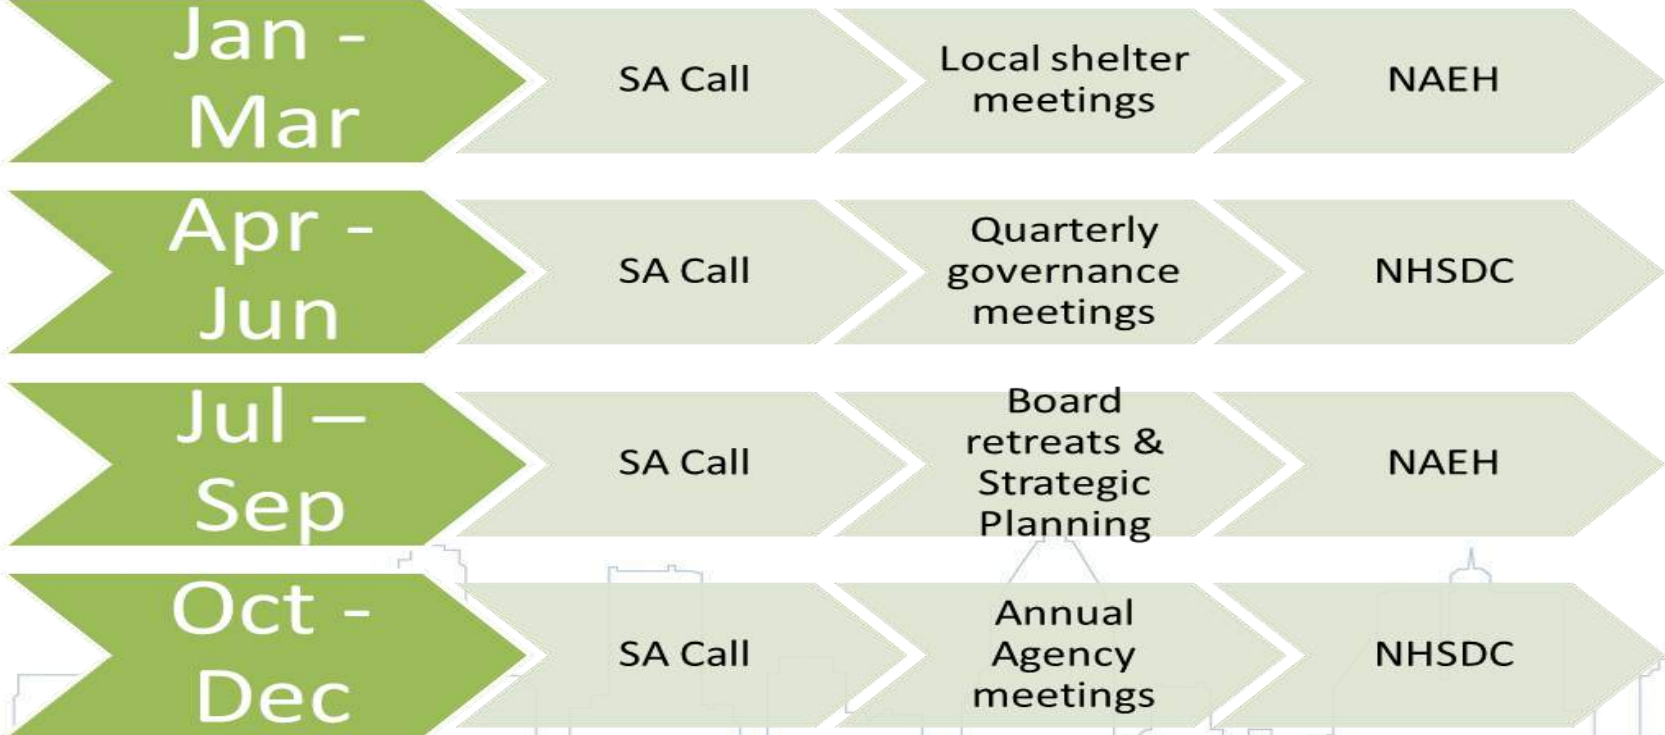 Jan -
Mar
SA Call
Local shelter
meetings
NAEH
Apr -
Jun
SA Call
Quarterly
governance
meetings
NHSDC
Jul –
Sep
SA Call
Board
retreats &
Strategic
Planning
NAEH
Oct -
Dec
SA Call
Annual
Agency
meetings
NHSDC